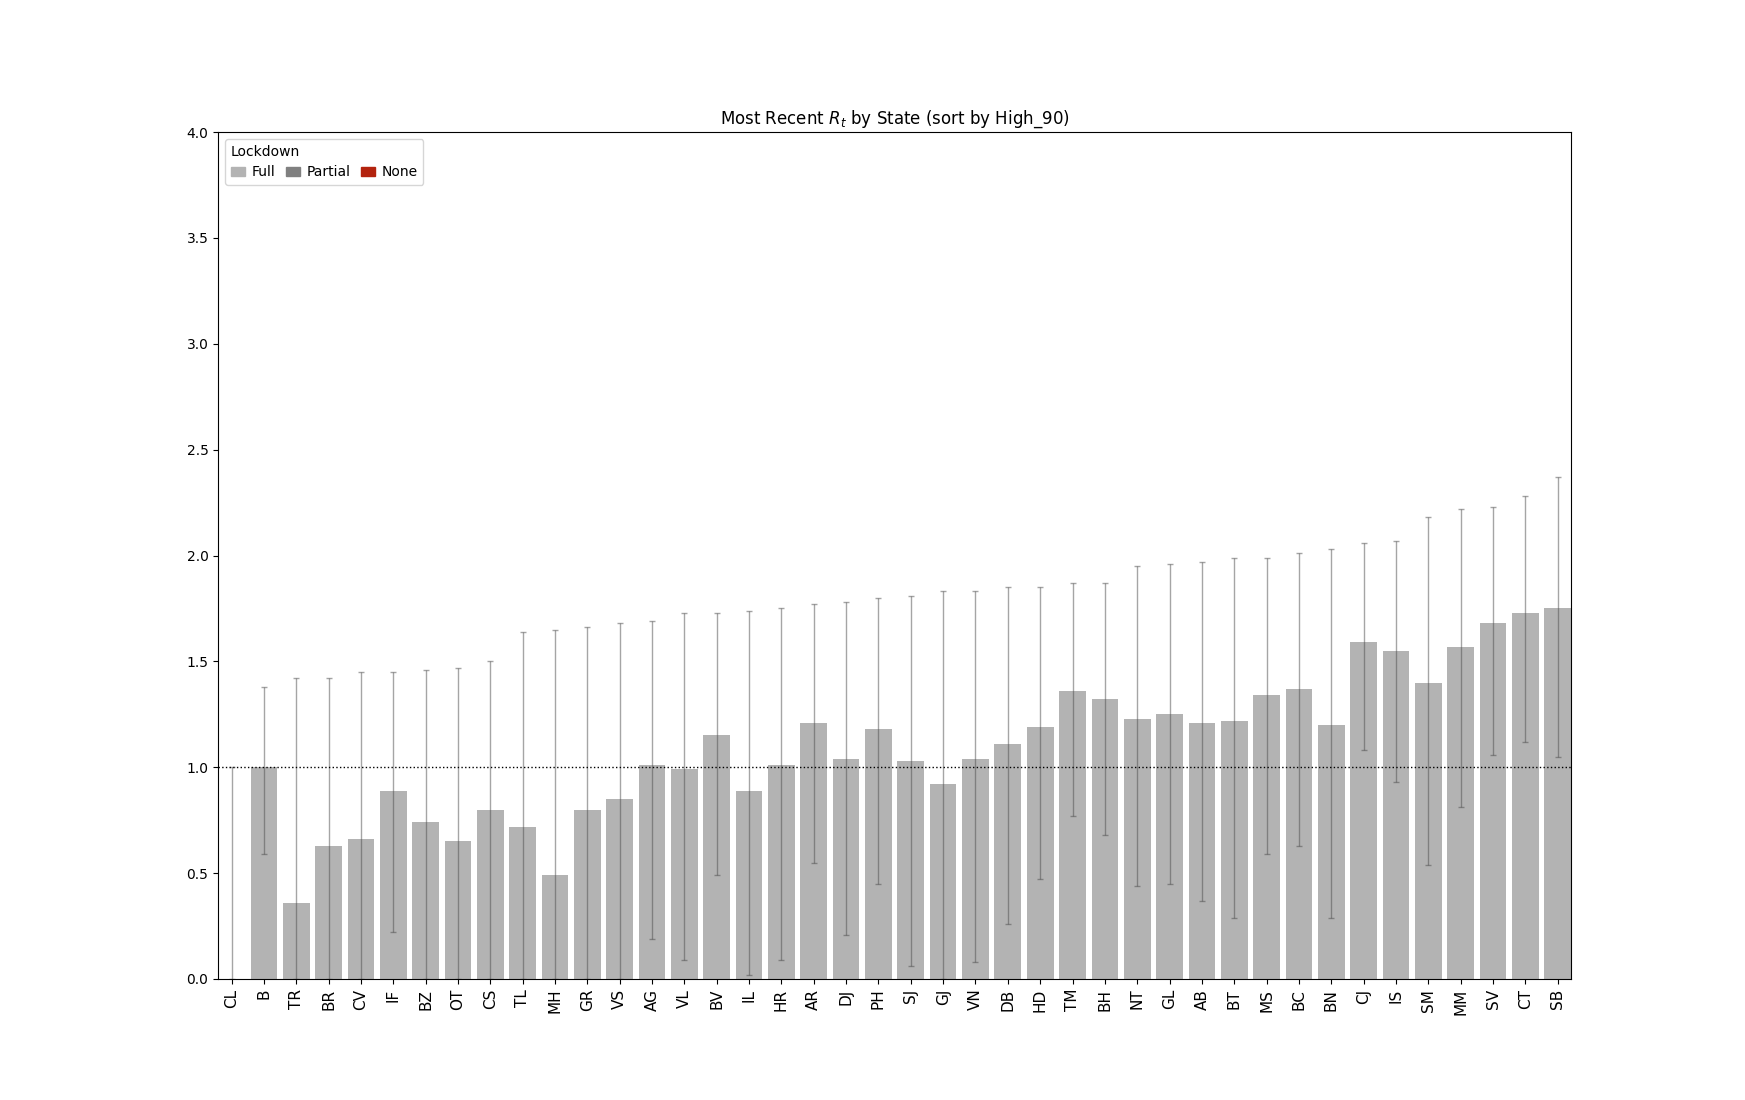 Most Recent Rt by State (sort by High_90)
Lockdown
Full Partial None
4.0
3.5
3.0
2.5
2.0
1.5
1.0
0.5
0.0
CL B TR BR CV IF BZ OT CS TL MH GR VS AG VL BV IL HR AR DJ PH SJ GJ VN DB HD TM BH NT GL AB BT MS BC BN CJ IS SM MM SV CT SB